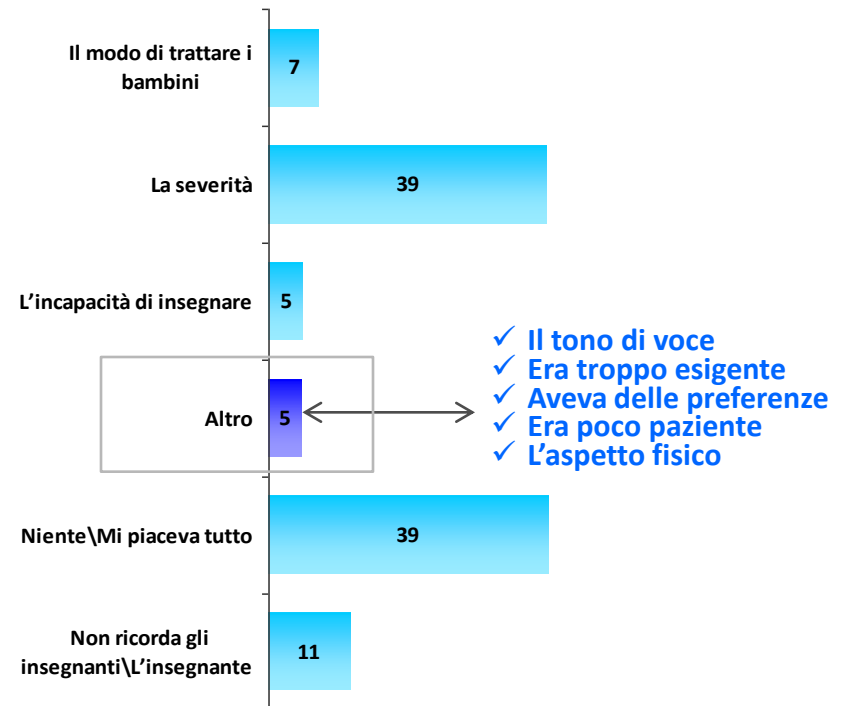 Il modo di trattare i
bambini
7
La severità
39
L'incapacità di insegnare
5
Altro
5
✓ Il tono di voce
✓ Era troppo esigente
✓ Aveva delle preferenze
✓ Era poco paziente
✓ L'aspetto fisico
Niente\Mi piaceva tutto
39
Non ricorda gli
insegnanti\L'insegnante
11